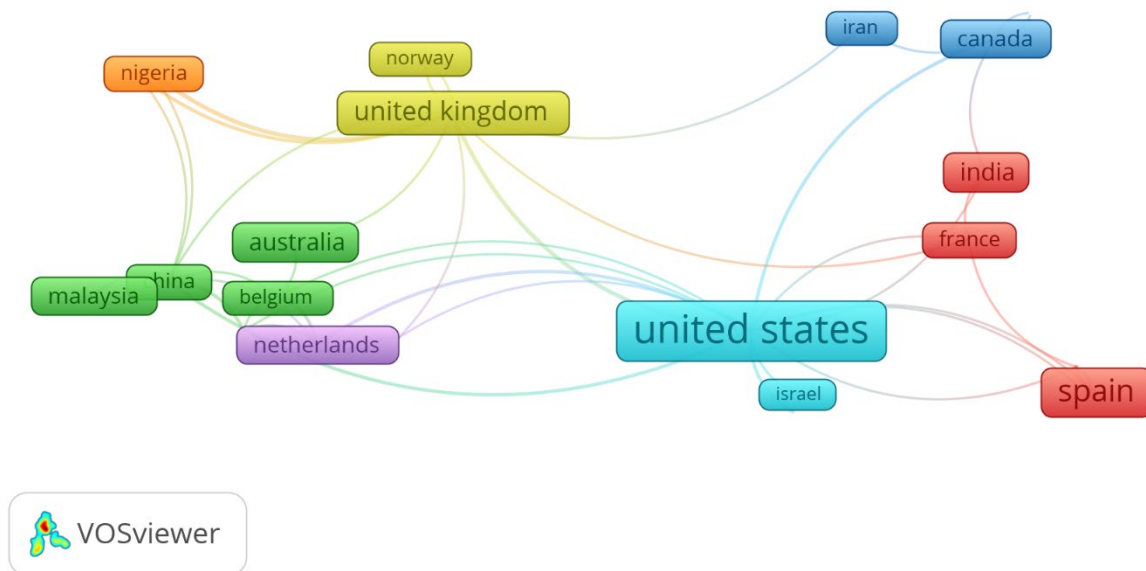 iran
canada
norway
nigeria
united kingdom
india
australia
france
china
malaysia
belgium
united states
netherlands
israel
spain
VOSviewer